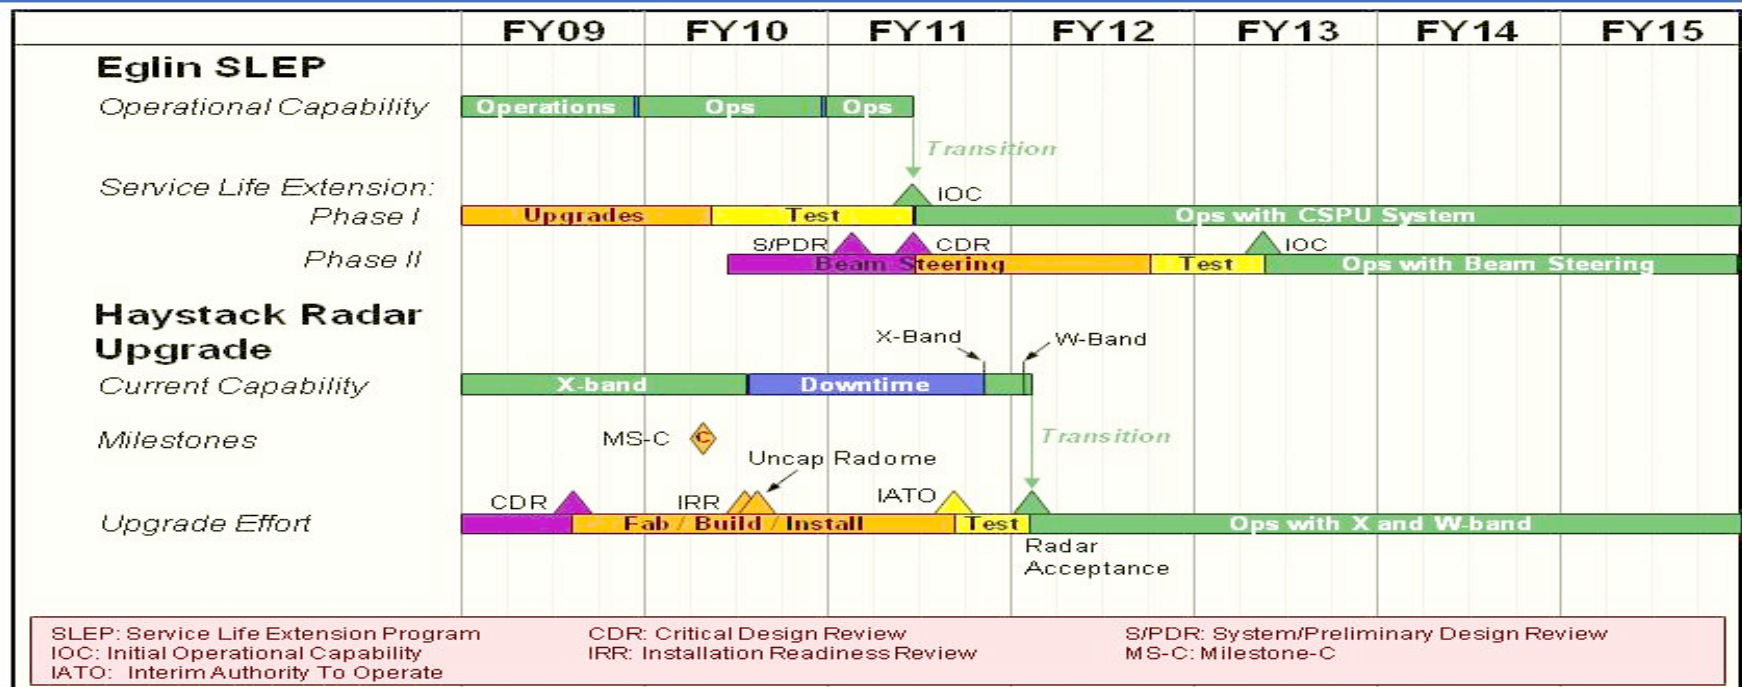 FY09 FY10 FY11 FY12 FY13 FY14 FY15
Eglin SLEP
Operational Capability
Operations Ops Ops
Transition
Service Life Extension:
IOC
Phase I
Upgrades Test Ops with CSPU System
S/PDR CDR IOC
Phase II
Beam Steering Test Ops with Beam Steering
Haystack Radar
Upgrade
X-Band W-Band
Current Capability
X-band Downtime
Milestones
MS-C C
Transition
Uncap Radome
CDR IRR IATO
Upgrade Effort
Fab / Build / Install Test Ops with X and W-band
Radar
Acceptance
SLEP: Service Life Extension Program CDR: Critical Design Review S/PDR: System/Preliminary Design Review
IOC: Initial Operational Capability IRR: Installation Readiness Review MS-C: Milestone-C
IATO: Interim Authority To Operate